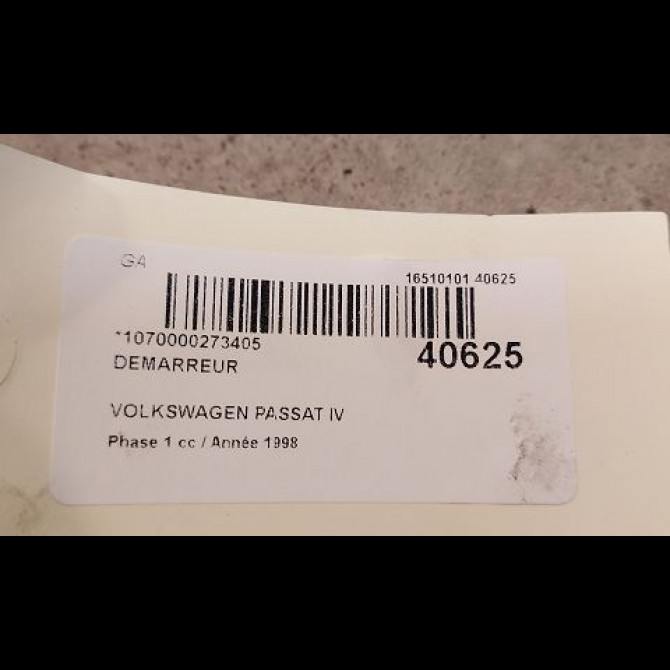 GA
16510101 40625
*1070000273405
40625
DEMARREUR
VOLKSWAGEN PASSAT IV
Phase 1 cc / Année 1998